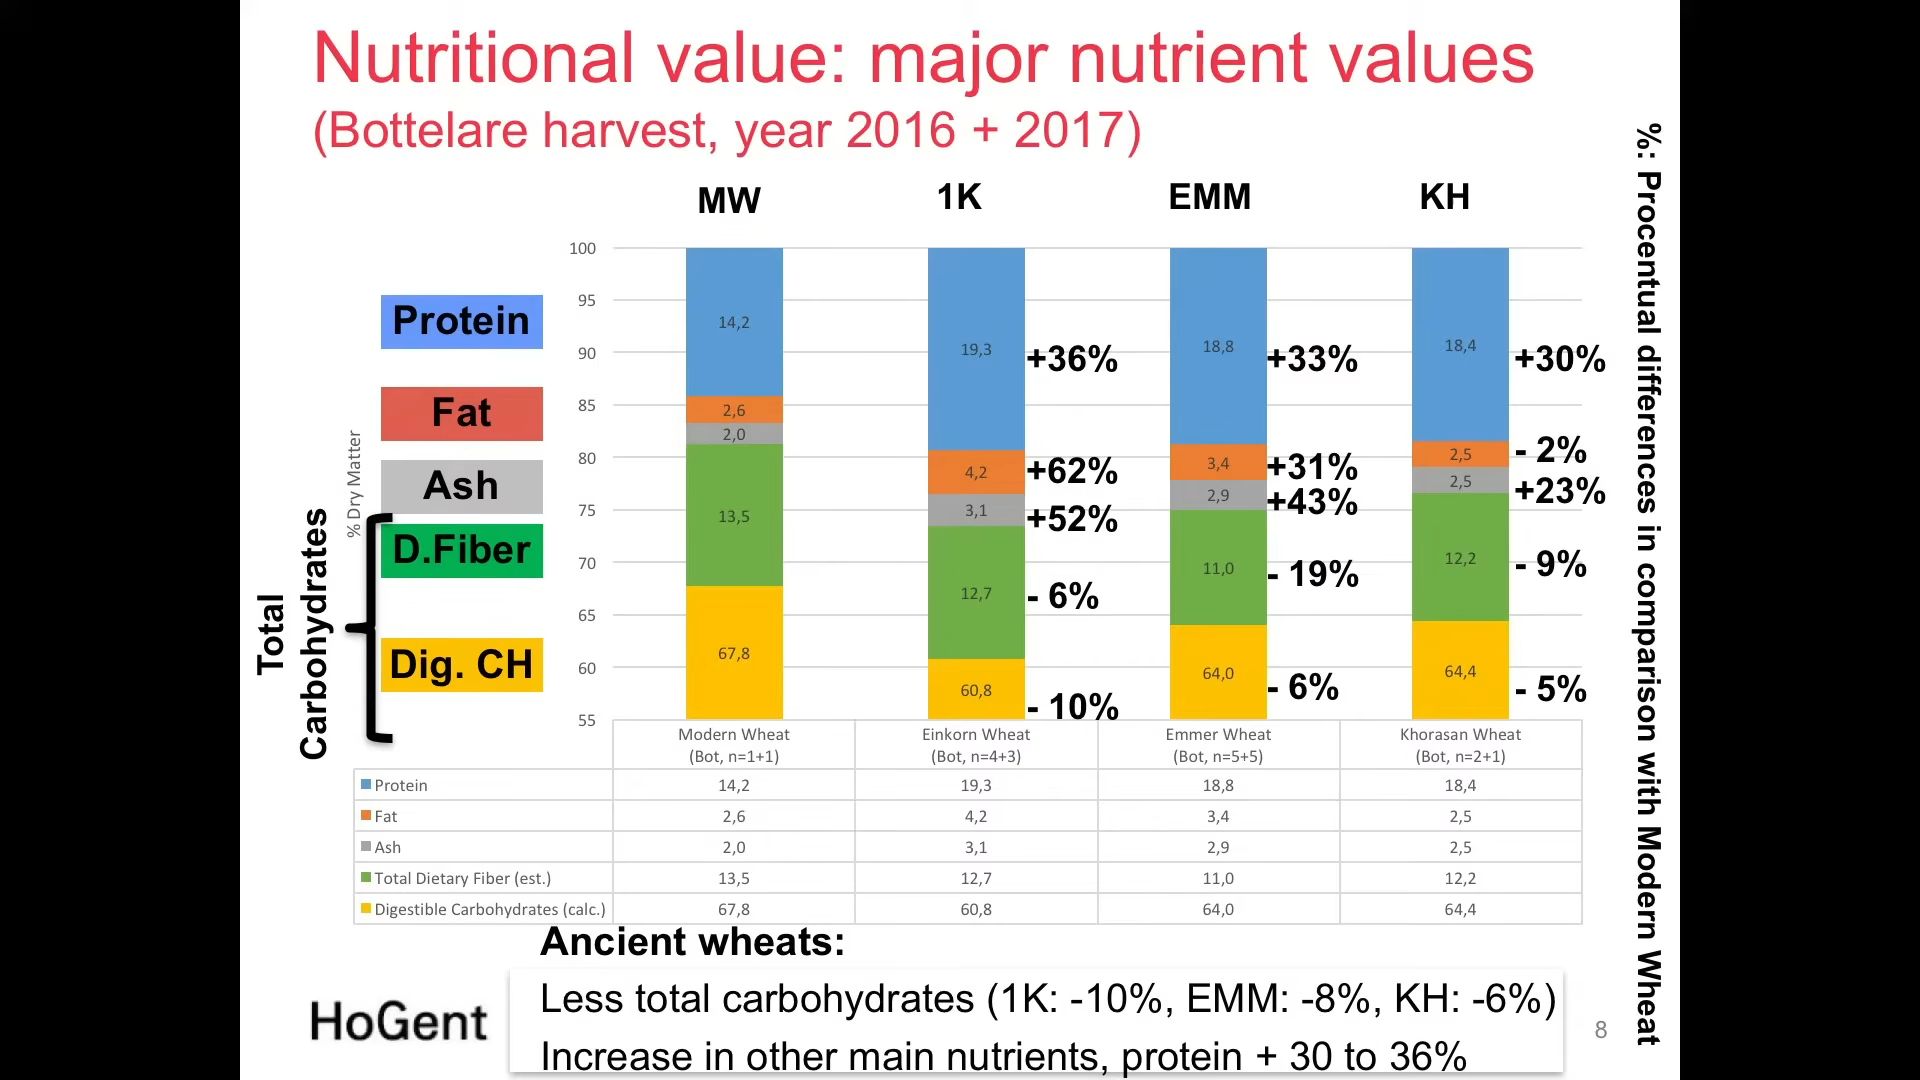 Nutritional value: major nutrient values
(Bottelare harvest, year 2016 + 2017)
%: Procentual differences in comparison with Modern Wheat
MW 1K EMM KH
100
95
90
85
80
75
70
65
60
55
% Dry Matter
Protein
Fat
Ash
D.Fiber
Dig. CH
Total
Carbohydrates
14,2
2,6
2,0
13,5
67,8
19,3 +36%
4,2 +62%
3,1 +52%
12,7 - 6%
60,8 - 10%
18,8 +33%
3,4 +31%
2,9 +43%
11,0 - 19%
64,0 - 6%
18,4 +30%
2,5 - 2%
2,5 +23%
12,2 - 9%
64,4 - 5%
Modern Wheat
(Bot, n=1+1)
Einkorn Wheat
(Bot, n=4+3)
Emmer Wheat
(Bot, n=5+5)
Khorasan Wheat
(Bot, n=2+1)
Protein 14,2 19,3 18,8 18,4
Fat 2,6 4,2 3,4 2,5
Ash 2,0 3,1 2,9 2,5
Total Dietary Fiber (est.) 13,5 12,7 11,0 12,2
Digestible Carbohydrates (calc.) 67,8 60,8 64,0 64,4
Ancient wheats:
Less total carbohydrates (1K: -10%, EMM: -8%, KH: -6%)
Increase in other main nutrients, protein + 30 to 36%
HoGent
8